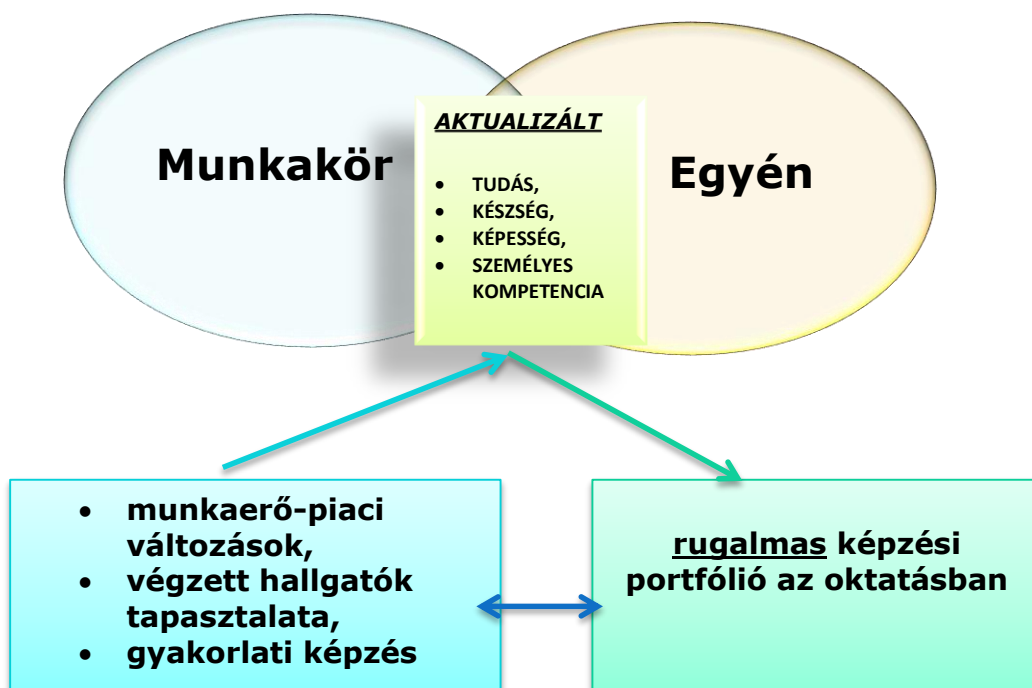 Munkakör
Egyén
AKTUALIZÁLT
• TUDÁS,
• KÉSZSÉG,
• KÉPESSÉG,
• SZEMÉLYES
KOMPETENCIA
• munkaerő-piaci
változások,
• végzett hallgatók
tapasztalata,
• gyakorlati képzés
rugalmas képzési
portfólió az oktatásban